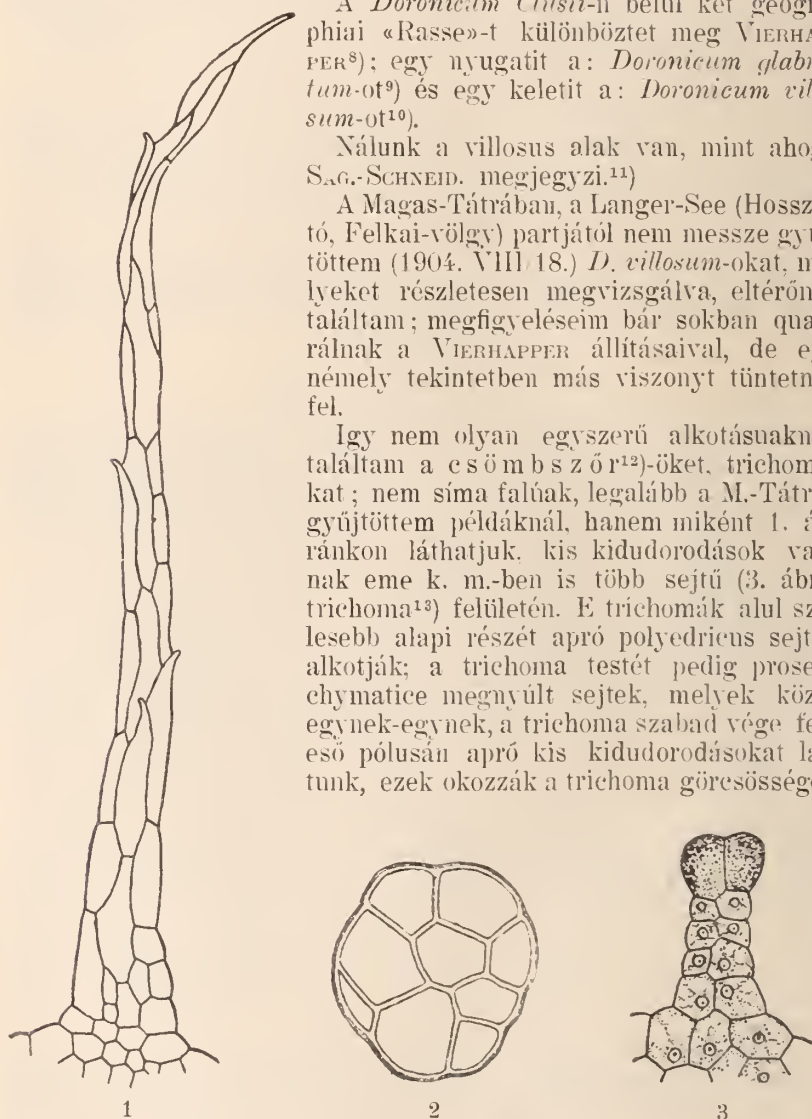 A Doronicum Clusii-n belül két geogr
phiai «Rasse»-t különböztet meg VIERHA
PER⁸); egy nyugatit a: Doronicum glabr
tum-ot⁹) és egy keletit a: Doronicum vil
sum-ot¹⁰).
Nálunk a villosus alak van, mint aho
SAG.-SCHNEID. megjegyzi.¹¹)
A Magas-Tátrában, a Langer-See (Hossz
tó, Felkai-völgy) partjától nem messze gyű
töttem (1904. VIII 18.) D. villosum-okat, m
lyeket részletesen megvizsgálva, eltérőn
találtam; megfigyeléseim bár sokban qua
rálnak a VIERHAPPER állításaival, de eg
némely tekintetben más viszonyt tüntetn
fel.
Igy nem olyan egyszerű alkotásuakn
találtam a csömbszőr¹²)-öket, trichom
kat; nem síma falúak, legalább a M.-Tátr
gyűjtöttem példáknál, hanem miként 1. á
ránkon láthatjuk, kis kidudorodások va
nak eme k. m.-ben is több sejtű (3. ábr
trichoma¹³) felületén. E trichomák alul sz
lesebb alapi részét apró polyedricus sejt
alkotják; a trichoma testét pedig prose
chymatice megnyúlt sejtek, melyek köz
egynek-egynek, a trichoma szabad vége fe
eső pólusán apró kis kidudorodásokat lá
tunk, ezek okozzák a trichoma görcsösség
1 2 3